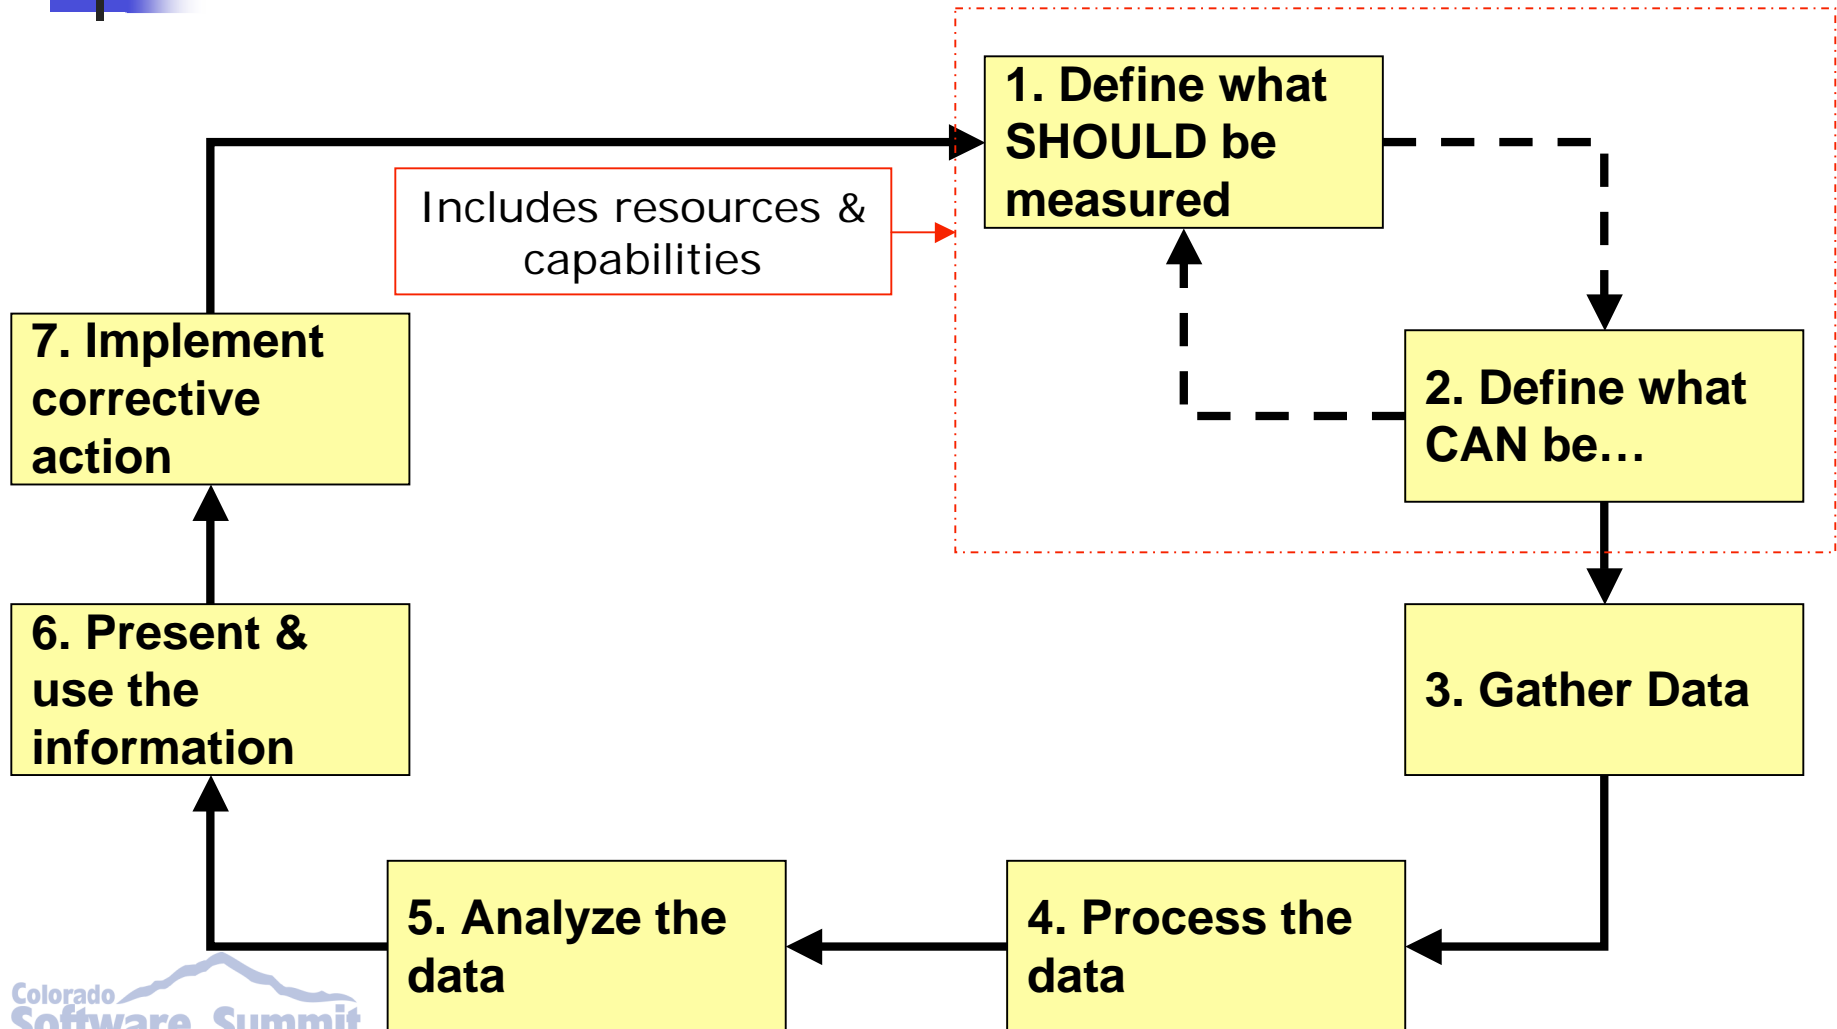 1. Define what
SHOULD be
measured
Includes resources &
capabilities
2. Define what
CAN be…
3. Gather Data
4. Process the
data
5. Analyze the
data
6. Present &
use the
information
7. Implement
corrective
action
Colorado
Software Summit